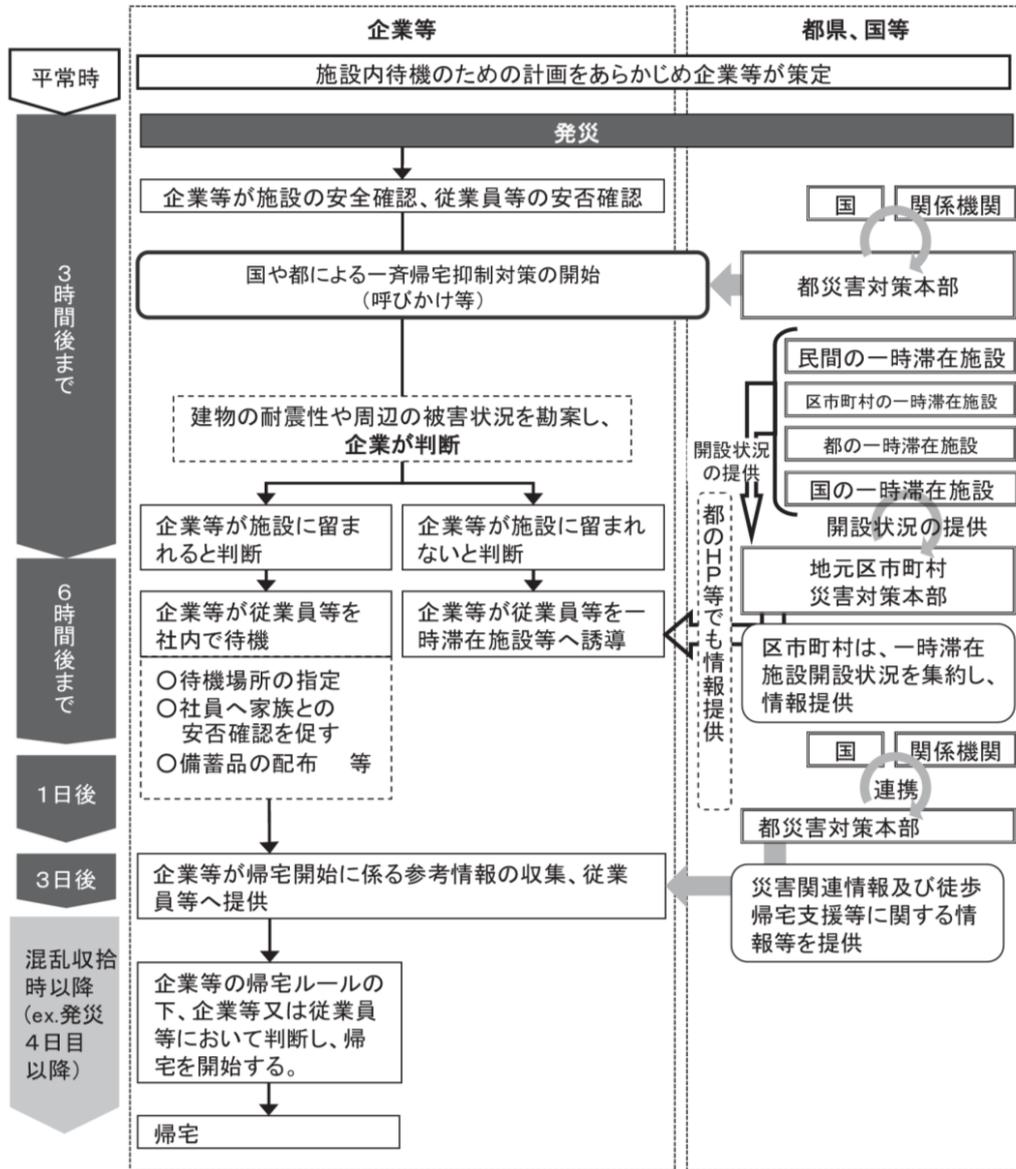 企業等
都県、国等
平常時
施設内待機のための計画をあらかじめ企業等が策定
発災
3時間後まで
企業等が施設の安全確認、従業員等の安否確認
国
関係機関
国や都による一斉帰宅抑制対策の開始
（呼びかけ等）
都災害対策本部
民間の一時滞在施設
区市町村の一時滞在施設
都の一時滞在施設
国の一時滞在施設
建物の耐震性や周辺の被害状況を勘案し、
企業が判断
開設状況
の提供
開設状況の提供
企業等が施設に留ま
れると判断
企業等が施設に留まれ
ないと判断
都のHP等でも情報提供
地元区市町村
災害対策本部
6時間後まで
企業等が従業員等を
社内で待機
企業等が従業員等を一
時滞在施設等へ誘導
区市町村は、一時滞在
施設開設状況を集約し、
情報提供
○待機場所の指定
○社員へ家族との
安否確認を促す
○備蓄品の配布　等
国
関係機関
1日後
連携
都災害対策本部
3日後
企業等が帰宅開始に係る参考情報の収集、従業
員等へ提供
災害関連情報及び徒歩
帰宅支援等に関する情
報等を提供
混乱収拾
時以降
（ex.発災
4日目
以降）
企業等の帰宅ルールの
下、企業等又は従業員
等において判断し、帰
宅を開始する。
帰宅